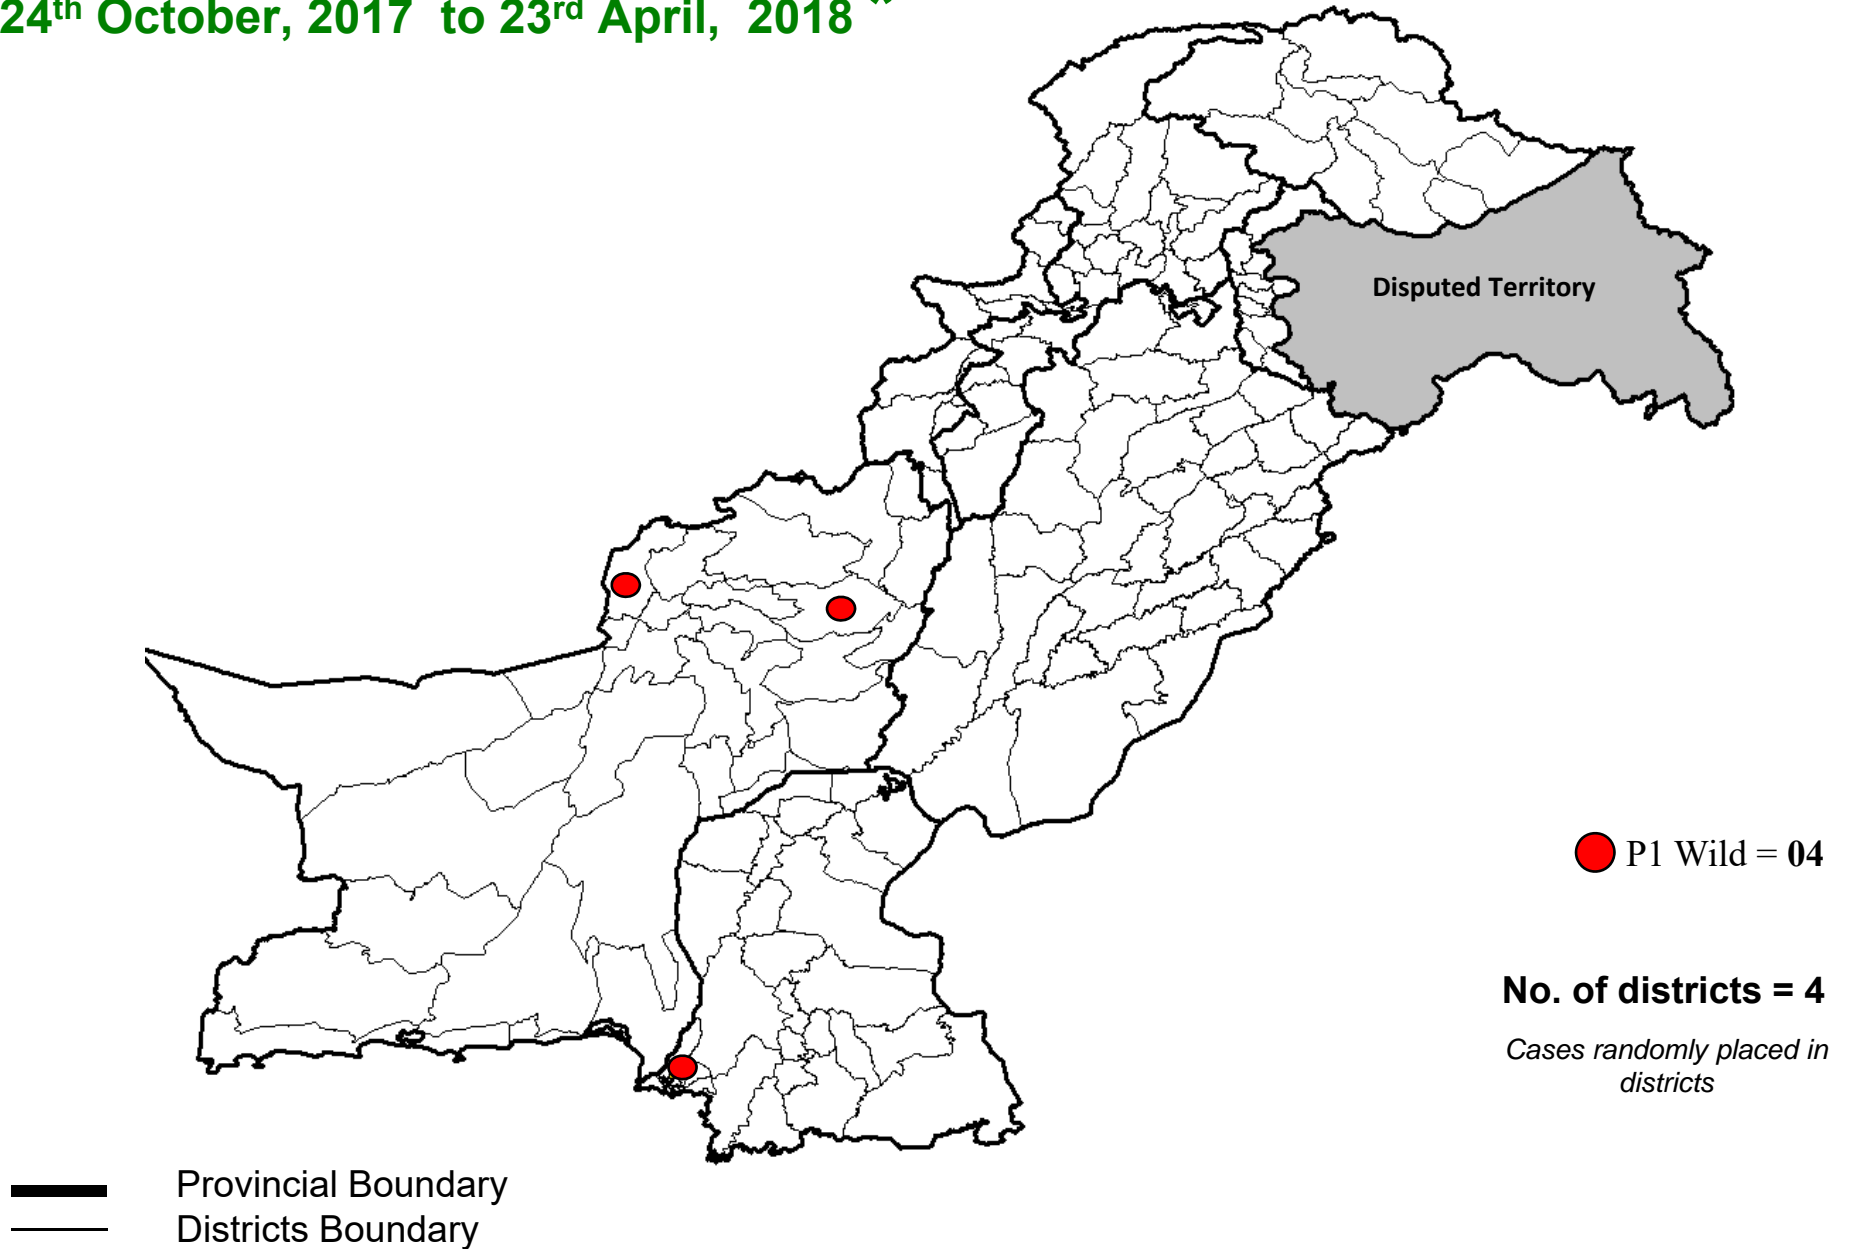 24th October, 2017 to 23rd April, 2018
Disputed Territory
P1 Wild = 04
No. of districts = 4
Cases randomly placed in
districts
Provincial Boundary
Districts Boundary